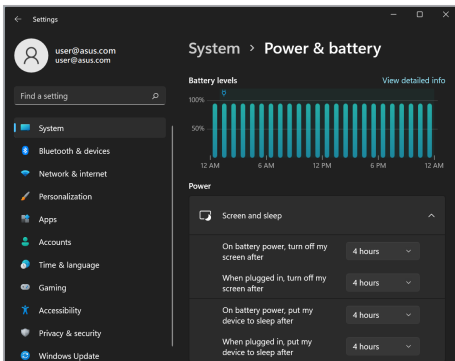 Settings
user@asus.com
user@asus.com
Find a setting
System
Bluetooth & devices
Network & internet
Personalization
Apps
Accounts
Time & language
Gaming
Accessibility
Privacy & security
Windows Update
System > Power & battery
Battery levels View detailed info
100%
50%
12 AM 6 AM 12 PM 6 PM 12 AM
Power
Screen and sleep
On battery power, turn off my
screen after
4 hours
When plugged in, turn off my
screen after
4 hours
On battery power, put my
device to sleep after
4 hours
When plugged in, put my
device to sleep after
4 hours